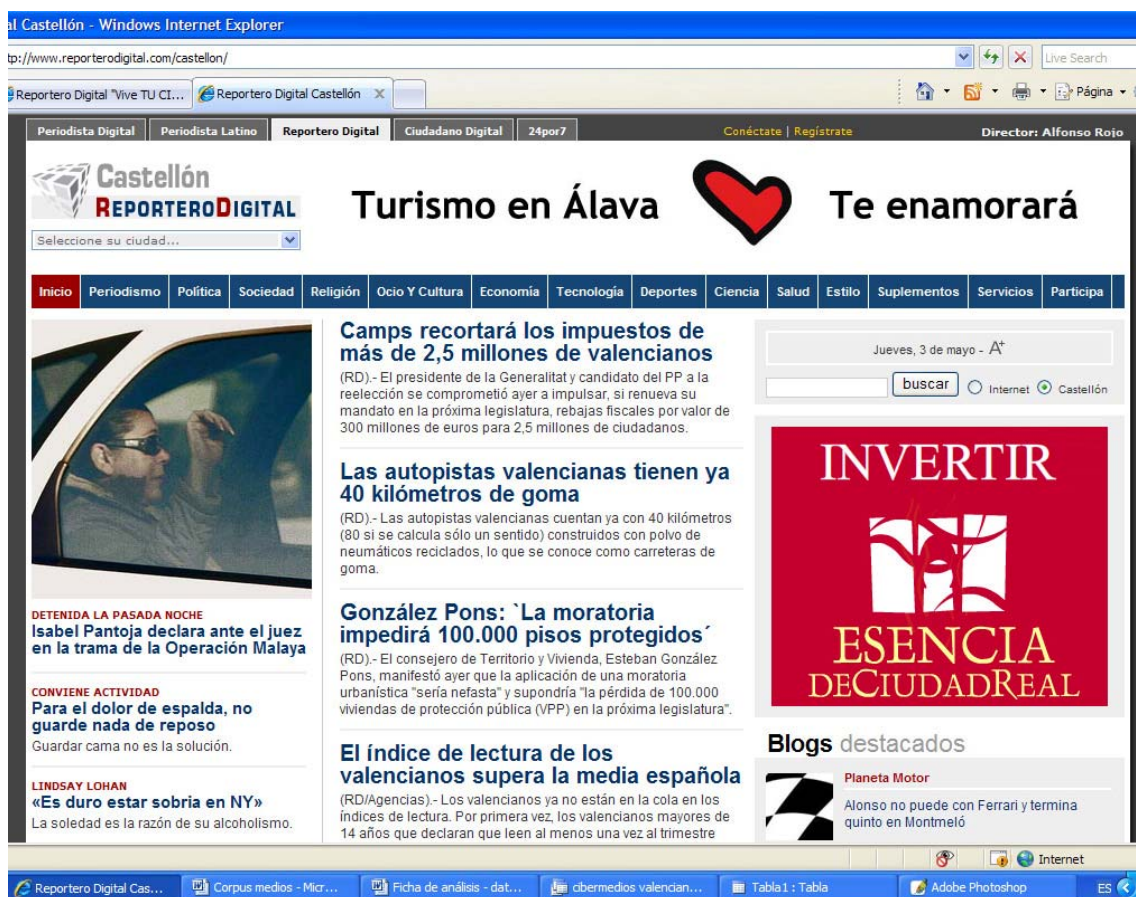 al Castellón - Windows Internet Explorer
tp://www.reporterodigital.com/castellon/
Live Search
Reportero Digital "Vive TU CI...
Reportero Digital Castellón
Página
Periodista Digital
Periodista Latino
Reportero Digital
Ciudadano Digital
24por7
Conéctate | Regístrate
Director: Alfonso Rojo
Castellón
REPORTERODIGITAL
Seleccione su ciudad...
Turismo en Álava
Te enamorará
Inicio
Periodismo
Política
Sociedad
Religión
Ocio Y Cultura
Economía
Tecnología
Deportes
Ciencia
Salud
Estilo
Suplementos
Servicios
Participa
DETENIDA LA PASADA NOCHE
Isabel Pantoja declara ante el juez
en la trama de la Operación Malaya
CONVIENE ACTIVIDAD
Para el dolor de espalda, no
guarde nada de reposo
Guardar cama no es la solución.
LINDSAY LOHAN
«Es duro estar sobria en NY»
La soledad es la razón de su alcoholismo.
Camps recortará los impuestos de
más de 2,5 millones de valencianos
(RD).- El presidente de la Generalitat y candidato del PP a la
reelección se comprometió ayer a impulsar, si renueva su
mandato en la próxima legislatura, rebajas fiscales por valor de
300 millones de euros para 2,5 millones de ciudadanos.
Las autopistas valencianas tienen ya
40 kilómetros de goma
(RD).- Las autopistas valencianas cuentan ya con 40 kilómetros
(80 si se calcula sólo un sentido) construidos con polvo de
neumáticos reciclados, lo que se conoce como carreteras de
goma.
González Pons: `La moratoria
impedirá 100.000 pisos protegidos´
(RD).- El consejero de Territorio y Vivienda, Esteban González
Pons, manifestó ayer que la aplicación de una moratoria
urbanística "sería nefasta" y supondría "la pérdida de 100.000
viviendas de protección pública (VPP) en la próxima legislatura".
El índice de lectura de los
valencianos supera la media española
(RD/Agencias).- Los valencianos ya no están en la cola en los
índices de lectura. Por primera vez, los valencianos mayores de
14 años que declaran que leen al menos una vez al trimestre
Jueves, 3 de mayo - A+
buscar
Internet
Castellón
INVERTIR
ESENCIA
DECIUDADREAL
Blogs destacados
Planeta Motor
Alonso no puede con Ferrari y termina
quinto en Montmeló
Internet
Reportero Digital Cas...
Corpus medios - Micr...
Ficha de análisis - dat...
cibermedios valencian...
Tabla1 : Tabla
Adobe Photoshop
ES